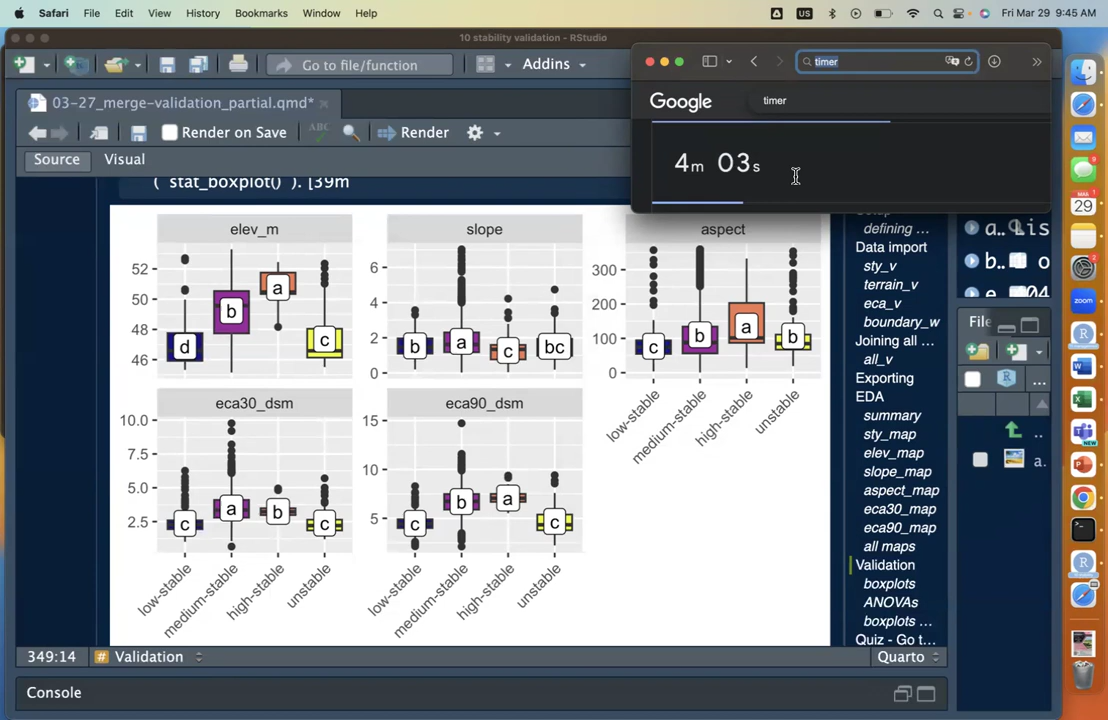 Safari File Edit View History Bookmarks Window Help US Fri Mar 29 9:45 AM
10 stability validation - RStudio
Go to file/function Addins
timer
Google timer
03-27_merge-validation_partial.qmd*
Render on Save ABC Render
4m 03s
Source Visual
( stat_boxplot() ). [39m
elev_m slope aspect
52
50
48
46
d b a c
6
4
2
0
b a c bc
300
200
100
0
c b a b
low-stable medium-stable high-stable unstable
eca30_dsm eca90_dsm
10.0
7.5
5.0
2.5
c a b c
15
10
5
c b a c
low-stable medium-stable high-stable unstable
low-stable medium-stable high-stable unstable
defining ...
Data import
sty_v
terrain_v
eca_v
boundary_w
Joining all ...
all_v
Exporting
EDA
summary
sty_map
elev_map
slope_map
aspect_map
eca30_map
eca90_map
all maps
Validation
boxplots
ANOVAs
boxplots ...
Quiz - Go t...
File
..
a.
349:14 # Validation Quarto
Console
MAR
29
zoom
NEW